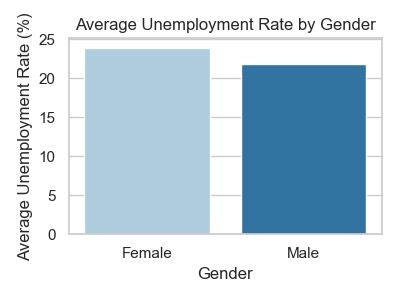 Average Unemployment Rate by Gender
Average Unemployment Rate (%)
25
20
15
10
5
0
Female
Male
Gender